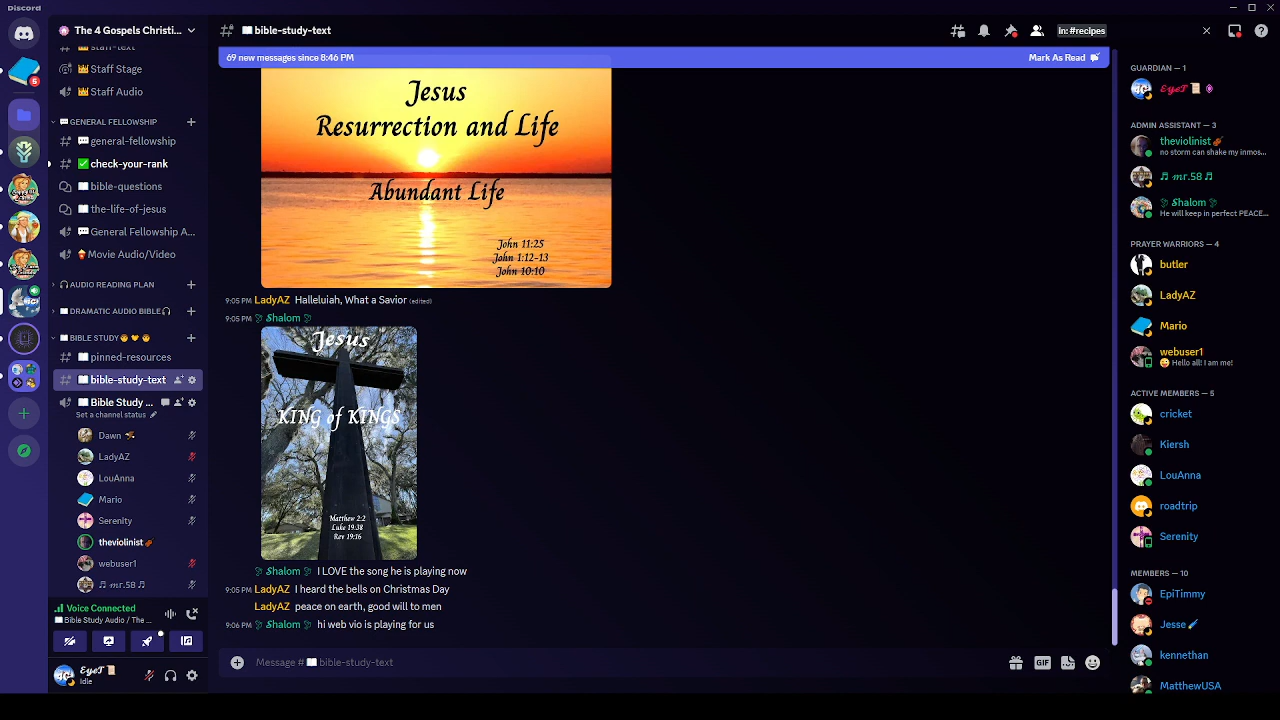 Discord
The 4 Gospels Christi...
bible-study-text
In: #recipes
69 new messages since 8:46 PM
Mark As Read
staff-text
Staff Stage
Staff Audio
GENERAL FELLOWSHIP
general-fellowship
check-your-rank
bible-questions
the-life-of-jesus
General Fellowship A...
Movie Audio/Video
AUDIO READING PLAN
DRAMATIC AUDIO BIBLE
BIBLE STUDY
pinned-resources
bible-study-text
Bible Study ...
Set a channel status
Dawn
LadyAZ
LouAnna
Mario
Serenity
theviolinist
webuser1
♬ 𝓂r.58 ♬
Voice Connected
Bible Study Audio / The ...
EyeT
Idle
5
Jesus
Resurrection and Life
Abundant Life
John 11:25
John 1:12-13
John 10:10
9:05 PM LadyAZ Halleluiah, What a Savior (edited)
9:05 PM Shalom
Jesus
KING of KINGS
Matthew 2:2
Luke 19:38
Rev 19:16
Shalom I LOVE the song he is playing now
9:05 PM LadyAZ I heard the bells on Christmas Day
LadyAZ peace on earth, good will to men
9:06 PM Shalom hi web vio is playing for us
Message # bible-study-text
GIF
GUARDIAN — 1
EyeT
ADMIN ASSISTANT — 3
theviolinist
no storm can shake my inmos...
♬ 𝓂r.58 ♬
Shalom
He will keep in perfect PEACE...
PRAYER WARRIORS — 4
butler
LadyAZ
Mario
webuser1
Hello all! I am me!
ACTIVE MEMBERS — 5
cricket
Kiersh
LouAnna
roadtrip
Serenity
MEMBERS — 10
EpiTimmy
Jesse
kennethan
MatthewUSA